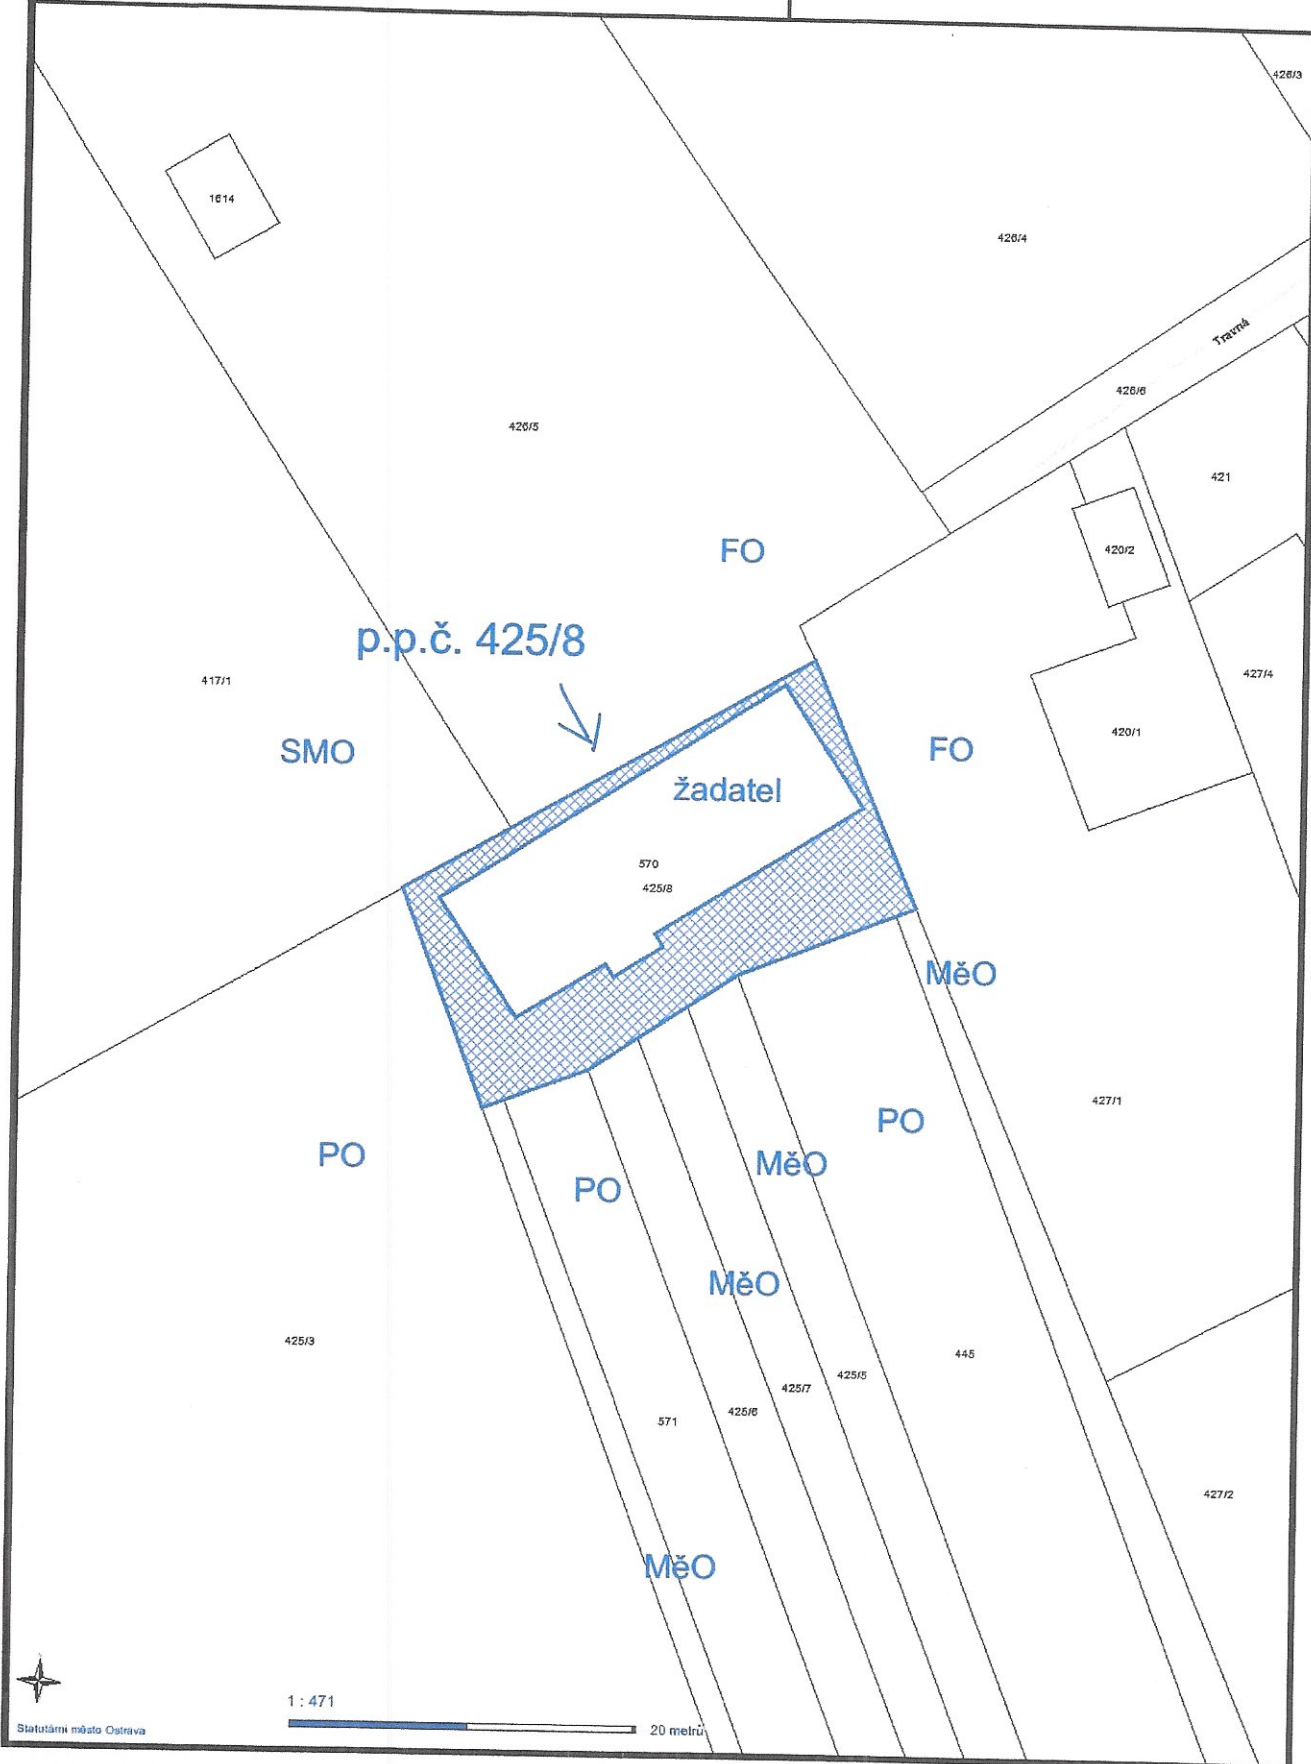 426/3
1614
426/4
Travná
426/6
426/5
421
FO
420/2
p.p.č. 425/8
417/1
427/4
SMO
FO
420/1
žadatel
570
425/8
MěO
427/1
PO
PO
MěO
PO
MěO
425/3
445
425/5
425/7
425/6
571
427/2
MěO
1 : 471
Statutární město Ostrava
20 metrů